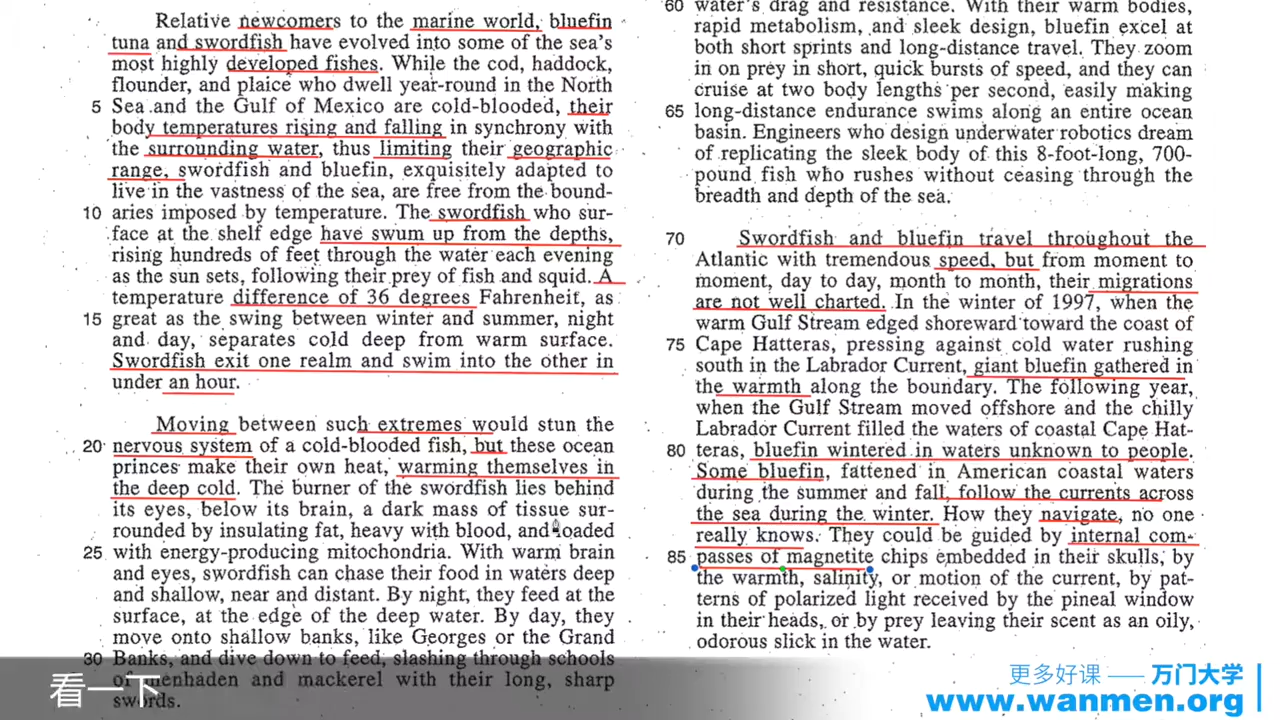 Relative newcomers to the marine world, bluefin
tuna and swordfish have evolved into some of the sea's
most highly developed fishes. While the cod, haddock,
flounder, and plaice who dwell year-round in the North
5 Sea and the Gulf of Mexico are cold-blooded, their
body temperatures rising and falling in synchrony with
the surrounding water, thus limiting their geographic
range, swordfish and bluefin, exquisitely adapted to
live in the vastness of the sea, are free from the bound-
10 aries imposed by temperature. The swordfish who sur-
face at the shelf edge have swum up from the depths,
rising hundreds of feet through the water each evening
as the sun sets, following their prey of fish and squid. A
temperature difference of 36 degrees Fahrenheit, as
15 great as the swing between winter and summer, night
and day, separates cold deep from warm surface.
Swordfish exit one realm and swim into the other in
under an hour.
Moving between such extremes would stun the
20 nervous system of a cold-blooded fish, but these ocean
princes make their own heat, warming themselves in
the deep cold. The burner of the swordfish lies behind
its eyes, below its brain, a dark mass of tissue sur-
rounded by insulating fat, heavy with blood, and loaded
25 with energy-producing mitochondria. With warm brain
and eyes, swordfish can chase their food in waters deep
and shallow, near and distant. By night, they feed at the
surface, at the edge of the deep water. By day, they
move onto shallow banks, like Georges or the Grand
30 Banks, and dive down to feed, slashing through schools
of menhaden and mackerel with their long, sharp
swords.
60 water's drag and resistance. With their warm bodies,
rapid metabolism, and sleek design, bluefin excel at
both short sprints and long-distance travel. They zoom
in on prey in short, quick bursts of speed, and they can
cruise at two body lengths per second, easily making
65 long-distance endurance swims along an entire ocean
basin. Engineers who design underwater robotics dream
of replicating the sleek body of this 8-foot-long, 700-
pound fish who rushes without ceasing through the
breadth and depth of the sea.
70 Swordfish and bluefin travel throughout the
Atlantic with tremendous speed, but from moment to
moment, day to day, month to month, their migrations
are not well charted. In the winter of 1997, when the
warm Gulf Stream edged shoreward toward the coast of
75 Cape Hatteras, pressing against cold water rushing
south in the Labrador Current, giant bluefin gathered in
the warmth along the boundary. The following year,
when the Gulf Stream moved offshore and the chilly
Labrador Current filled the waters of coastal Cape Hat-
80 teras, bluefin wintered in waters unknown to people.
Some bluefin, fattened in American coastal waters
during the summer and fall, follow the currents across
the sea during the winter. How they navigate, no one
really knows. They could be guided by internal com-
85 passes of magnetite chips embedded in their skulls, by
the warmth, salinity, or motion of the current, by pat-
terns of polarized light received by the pineal window
in their heads, or by prey leaving their scent as an oily,
odorous slick in the water.
看一下
更多好课 —— 万门大学
www.wanmen.org